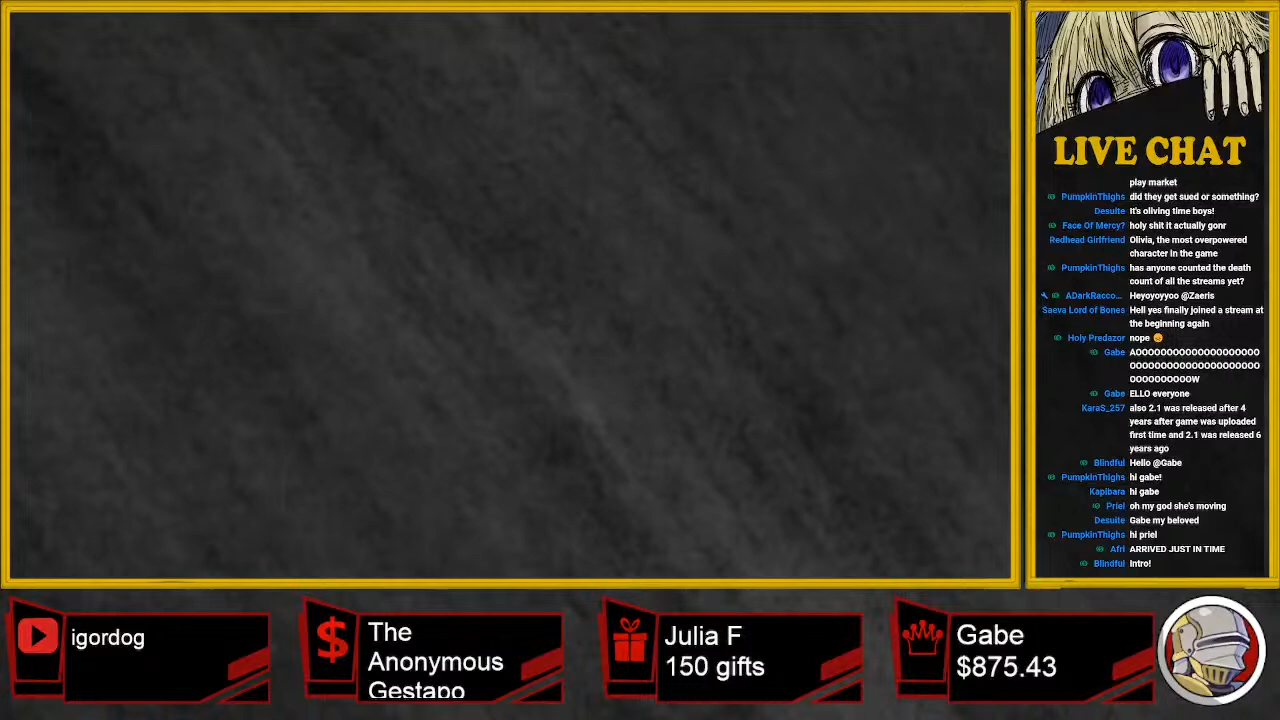 LIVE CHAT
play market
PumpkinThighs did they get sued or something?
Desuite It's oliving time boys!
Face Of Mercy? holy shit it actually gonr
Redhead Girlfriend Olivia, the most overpowered
character in the game
PumpkinThighs has anyone counted the death
count of all the streams yet?
ADarkRacco... Heyoyoyyoo @Zaeris
Saeva Lord of Bones Hell yes finally joined a stream at
the beginning again
Holy Predazor nope
Gabe AOOOOOOOOOOOOOOOOOOOOO
OOOOOOOOOOOOOOOOOOOOOO
OOOOOOOOOOW
Gabe ELLO everyone
KaraS_257 also 2.1 was released after 4
years after game was uploaded
first time and 2.1 was released 6
years ago
Blindful Hello @Gabe
PumpkinThighs hi gabe!
Kapibara hi gabe
Priel oh my god she's moving
Desuite Gabe my beloved
PumpkinThighs hi priel
Afri ARRIVED JUST IN TIME
Blindful Intro!
igordog
$
The
Anonymous
Gestapo
Julia F
150 gifts
Gabe
$875.43